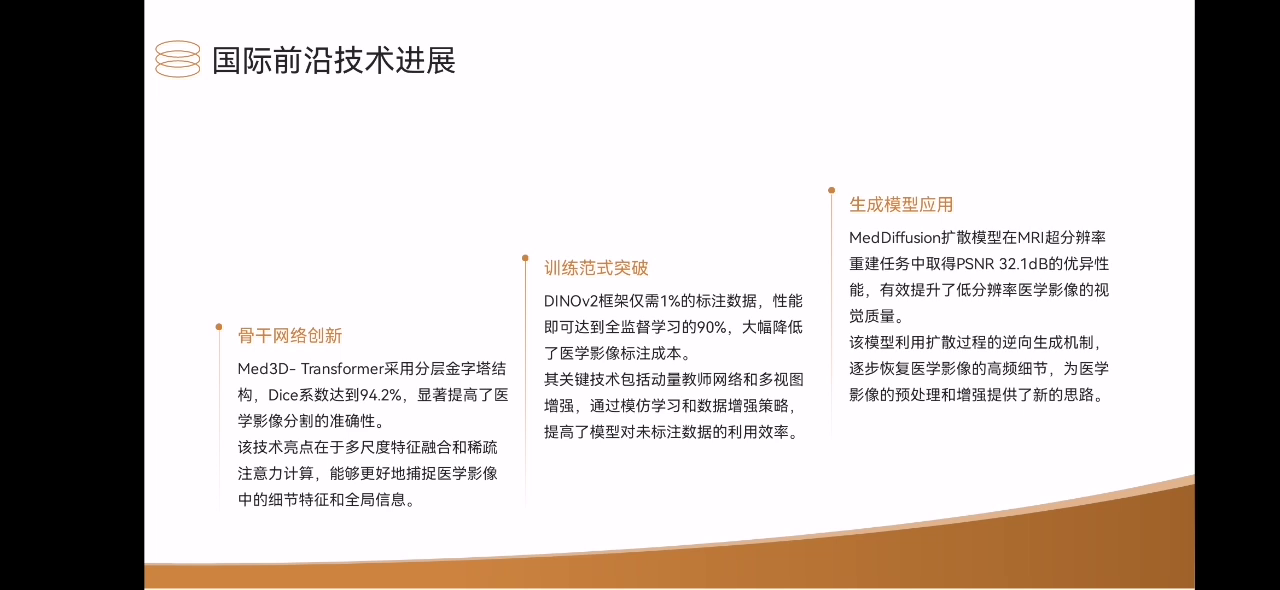 国际前沿技术进展
骨干网络创新
Med3D- Transformer采用分层金字塔结
构，Dice系数达到94.2%，显著提高了医
学影像分割的准确性。
该技术亮点在于多尺度特征融合和稀疏
注意力计算，能够更好地捕捉医学影像
中的细节特征和全局信息。
训练范式突破
DINOv2框架仅需1%的标注数据，性能
即可达到全监督学习的90%，大幅降低
了医学影像标注成本。
其关键技术包括动量教师网络和多视图
增强，通过模仿学习和数据增强策略，
提高了模型对未标注数据的利用效率。
生成模型应用
MedDiffusion扩散模型在MRI超分辨率
重建任务中取得PSNR 32.1dB的优异性
能，有效提升了低分辨率医学影像的视
觉质量。
该模型利用扩散过程的逆向生成机制，
逐步恢复医学影像的高频细节，为医学
影像的预处理和增强提供了新的思路。